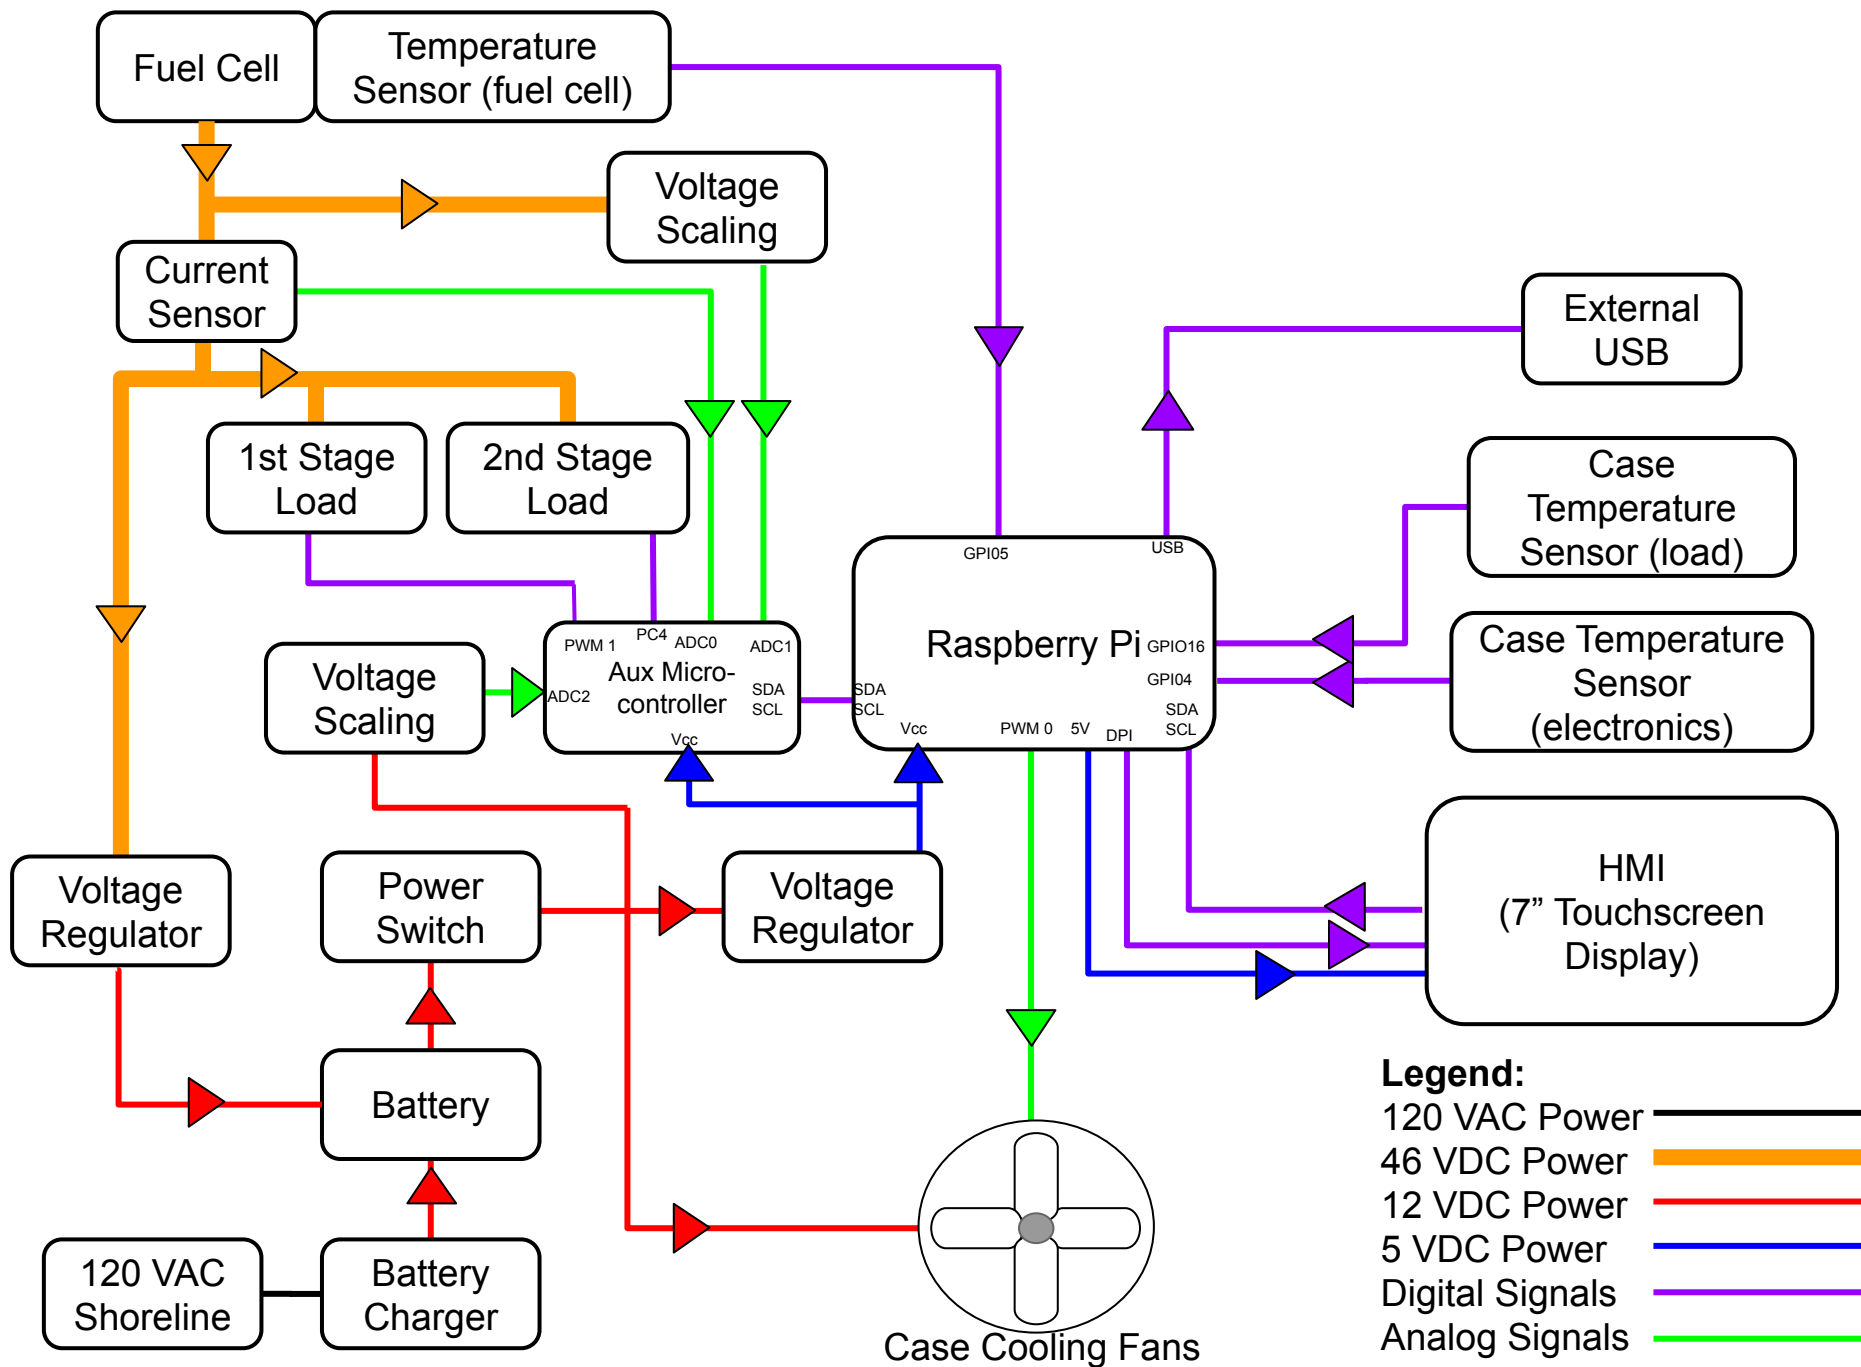 Fuel Cell
Temperature
Sensor (fuel cell)
Voltage
Scaling
Current
Sensor
External
USB
1st Stage
Load
2nd Stage
Load
Case
Temperature
Sensor (load)
GPI05
USB
Raspberry Pi
GPIO16
GPI04
SDA
SCL
SDA
SCL
Vcc
PWM 0
5V
DPI
PWM 1
PC4
ADC0
ADC1
Aux Micro-
controller
ADC2
SDA
SCL
Vcc
Voltage
Scaling
Case Temperature
Sensor
(electronics)
Voltage
Regulator
Power
Switch
Voltage
Regulator
HMI
(7” Touchscreen
Display)
Battery
120 VAC
Shoreline
Battery
Charger
Case Cooling Fans
Legend:
120 VAC Power
46 VDC Power
12 VDC Power
5 VDC Power
Digital Signals
Analog Signals